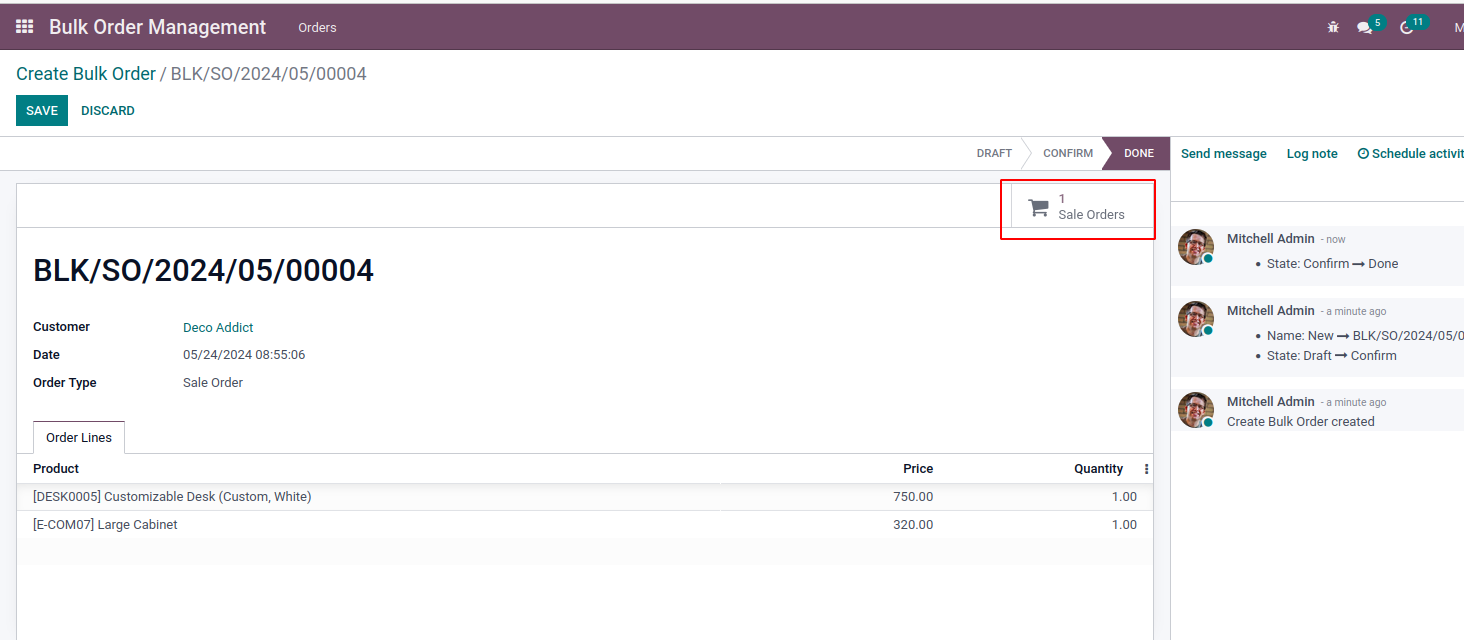 Bulk Order Management Orders 5 11 M
Create Bulk Order / BLK/SO/2024/05/00004
SAVE DISCARD
DRAFT CONFIRM DONE Send message Log note Schedule activit
1
Sale Orders
BLK/SO/2024/05/00004
Customer Deco Addict
Date 05/24/2024 08:55:06
Order Type Sale Order
Order Lines
Product Price Quantity
[DESK0005] Customizable Desk (Custom, White) 750.00 1.00
[E-COM07] Large Cabinet 320.00 1.00
Mitchell Admin - now
• State: Confirm → Done
Mitchell Admin - a minute ago
• Name: New → BLK/SO/2024/05/0
• State: Draft → Confirm
Mitchell Admin - a minute ago
Create Bulk Order created